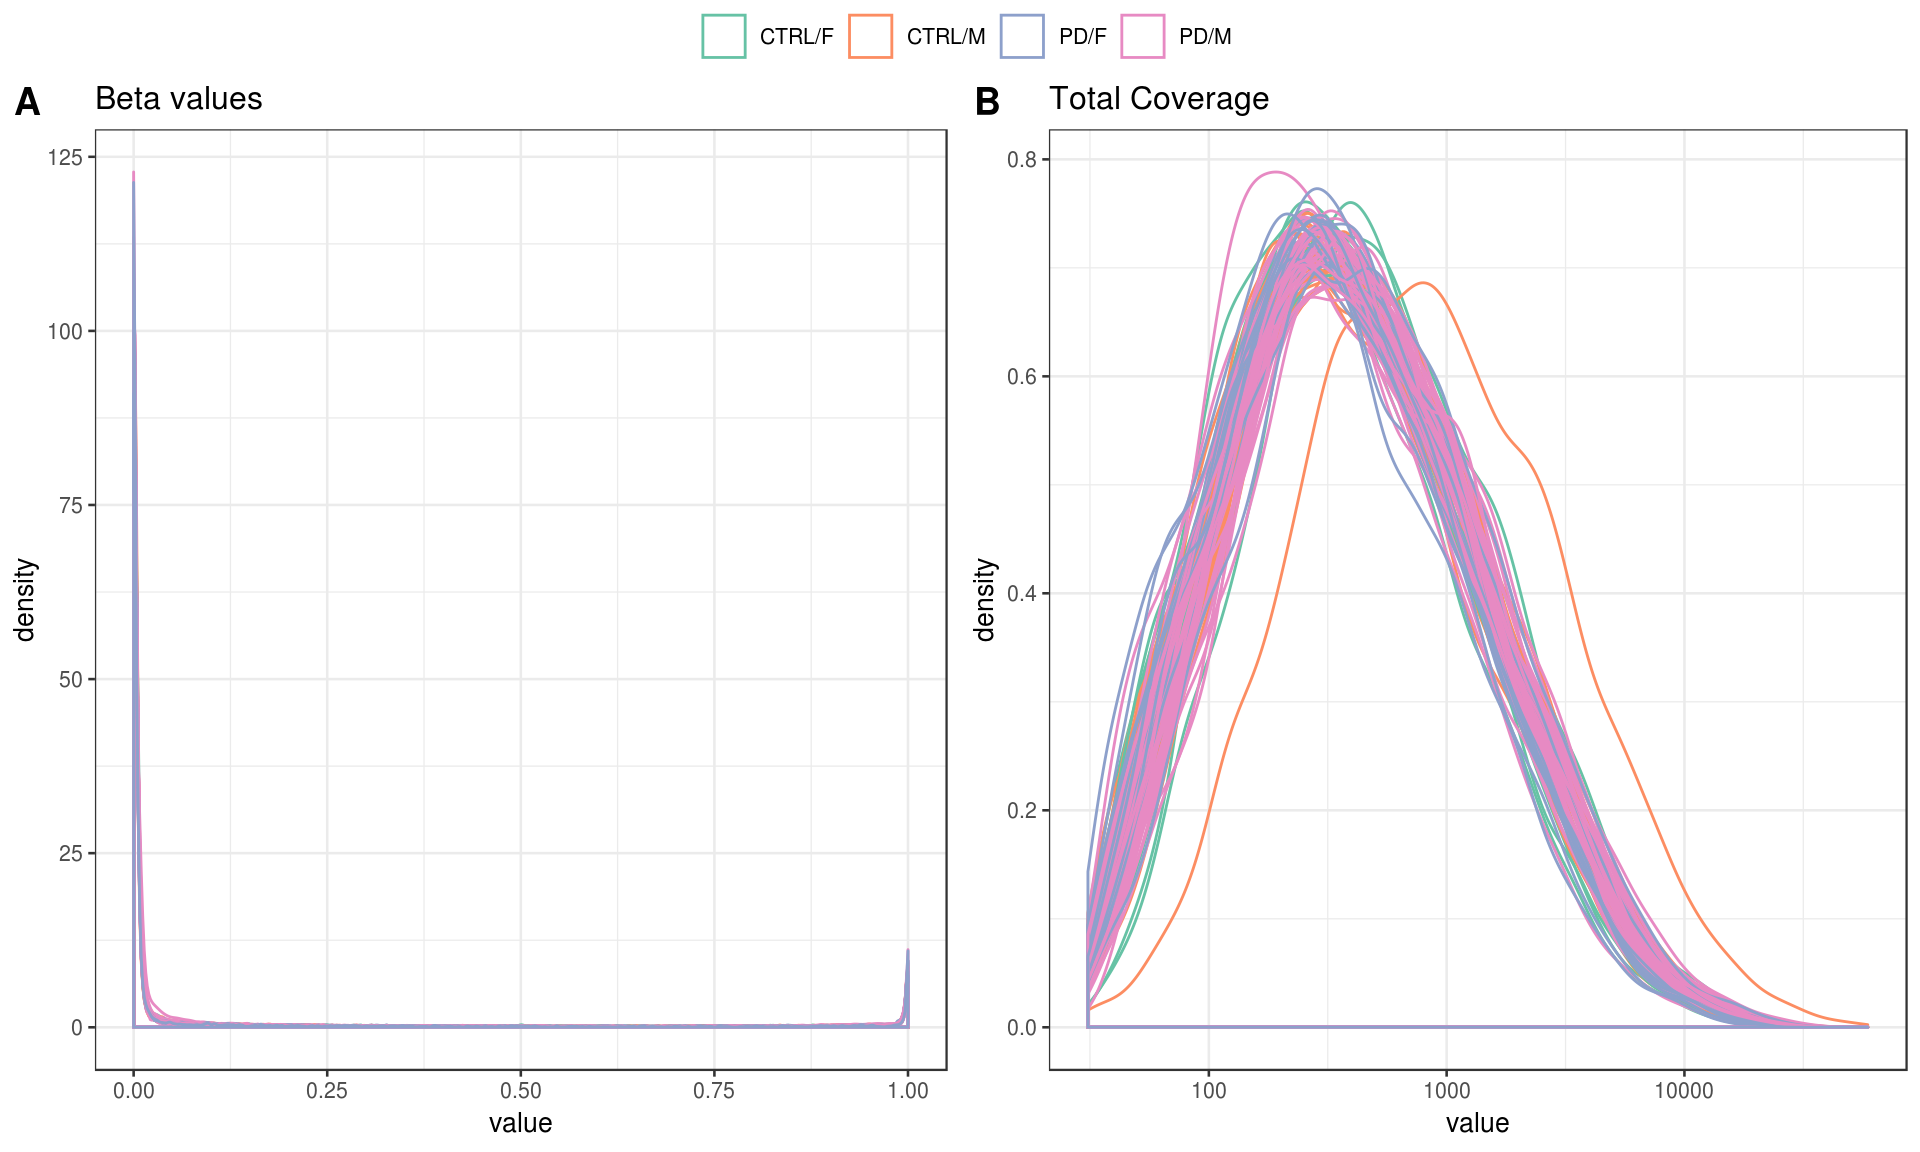 CTRL/F CTRL/M PD/F PD/M
A Beta values
125
100
75
50
25
0
density
0.00 0.25 0.50 0.75 1.00
value
B Total Coverage
0.8
0.6
0.4
0.2
0.0
density
100 1000 10000
value